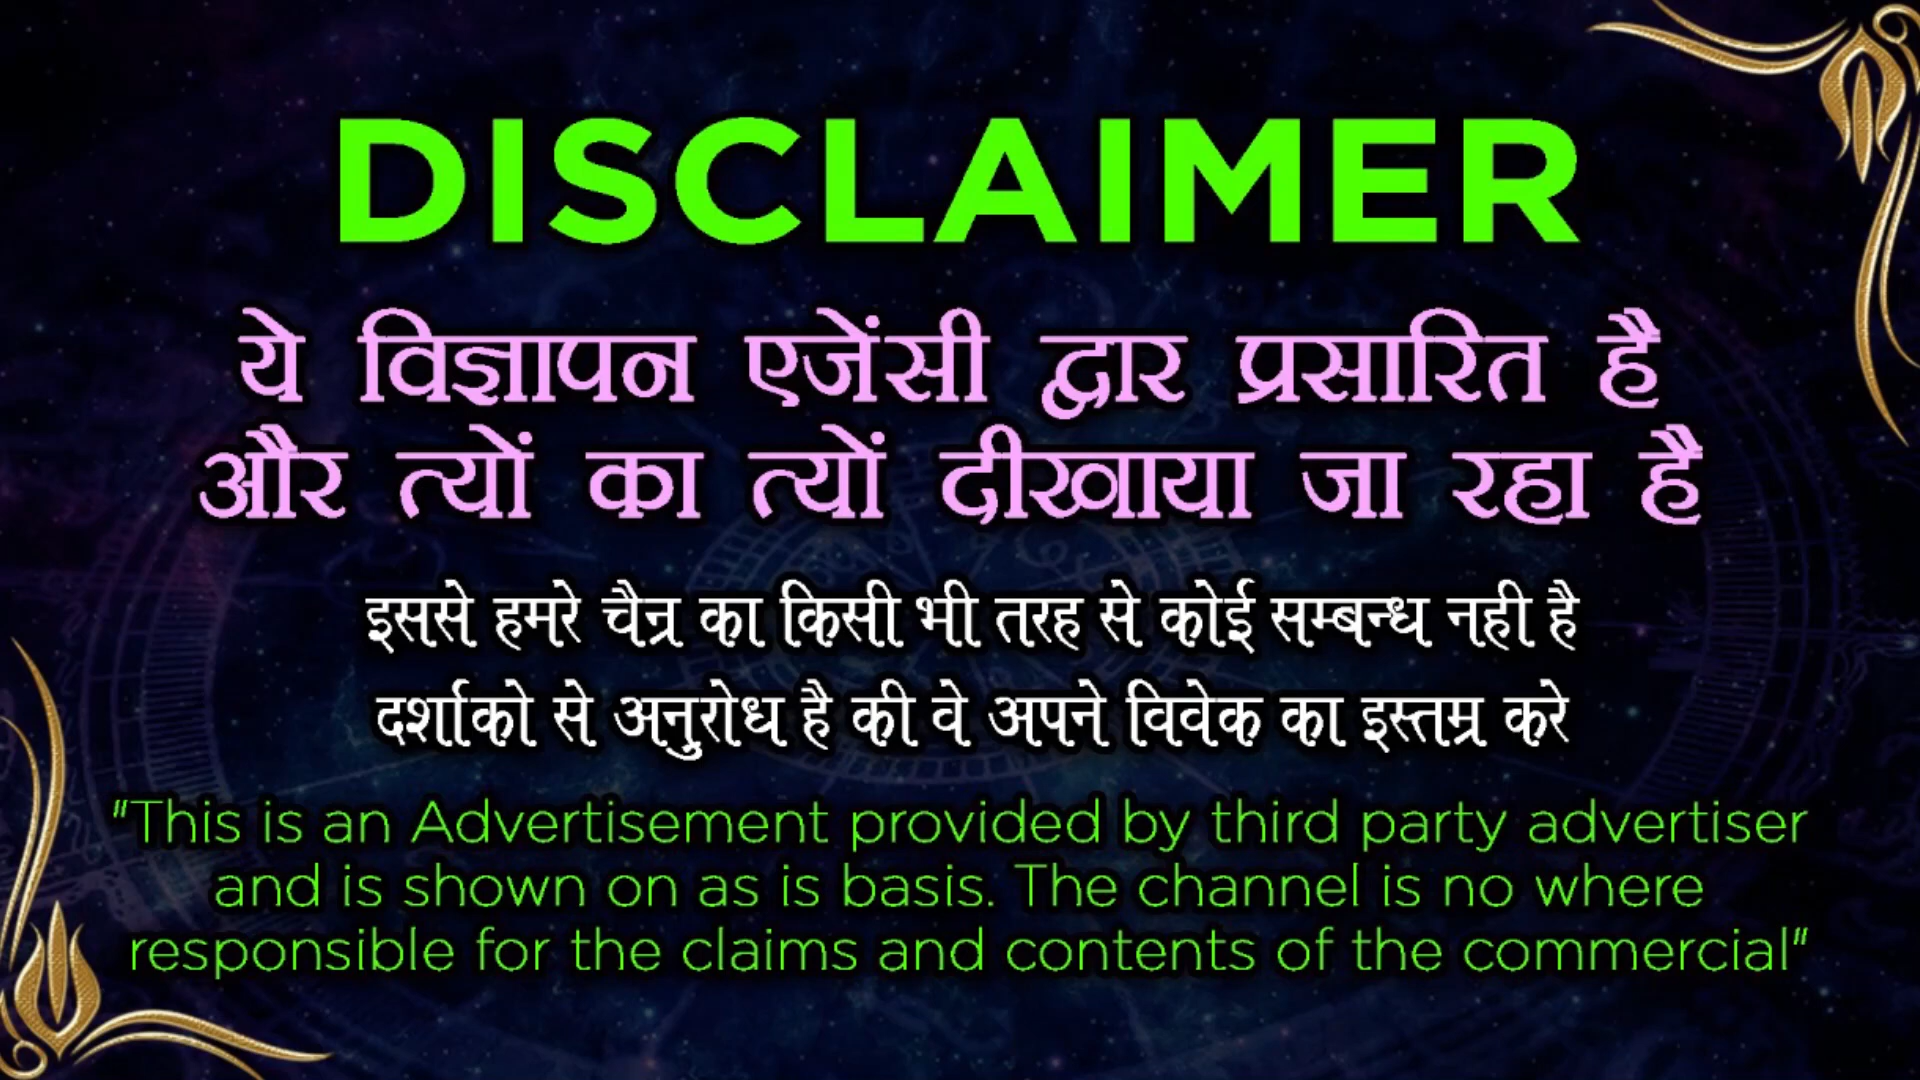 DISCLAIMER
ये विज्ञापन एजेंसी द्वार प्रसारित है
और त्यों का त्यों दीखाया जा रहा है
इससे हमरे चैन्र का किसी भी तरह से कोई सम्बन्ध नही है
दर्शाको से अनुरोध है की वे अपने विवेक का इस्तम्र करे
"This is an Advertisement provided by third party advertiser
and is shown on as is basis. The channel is no where
responsible for the claims and contents of the commercial"